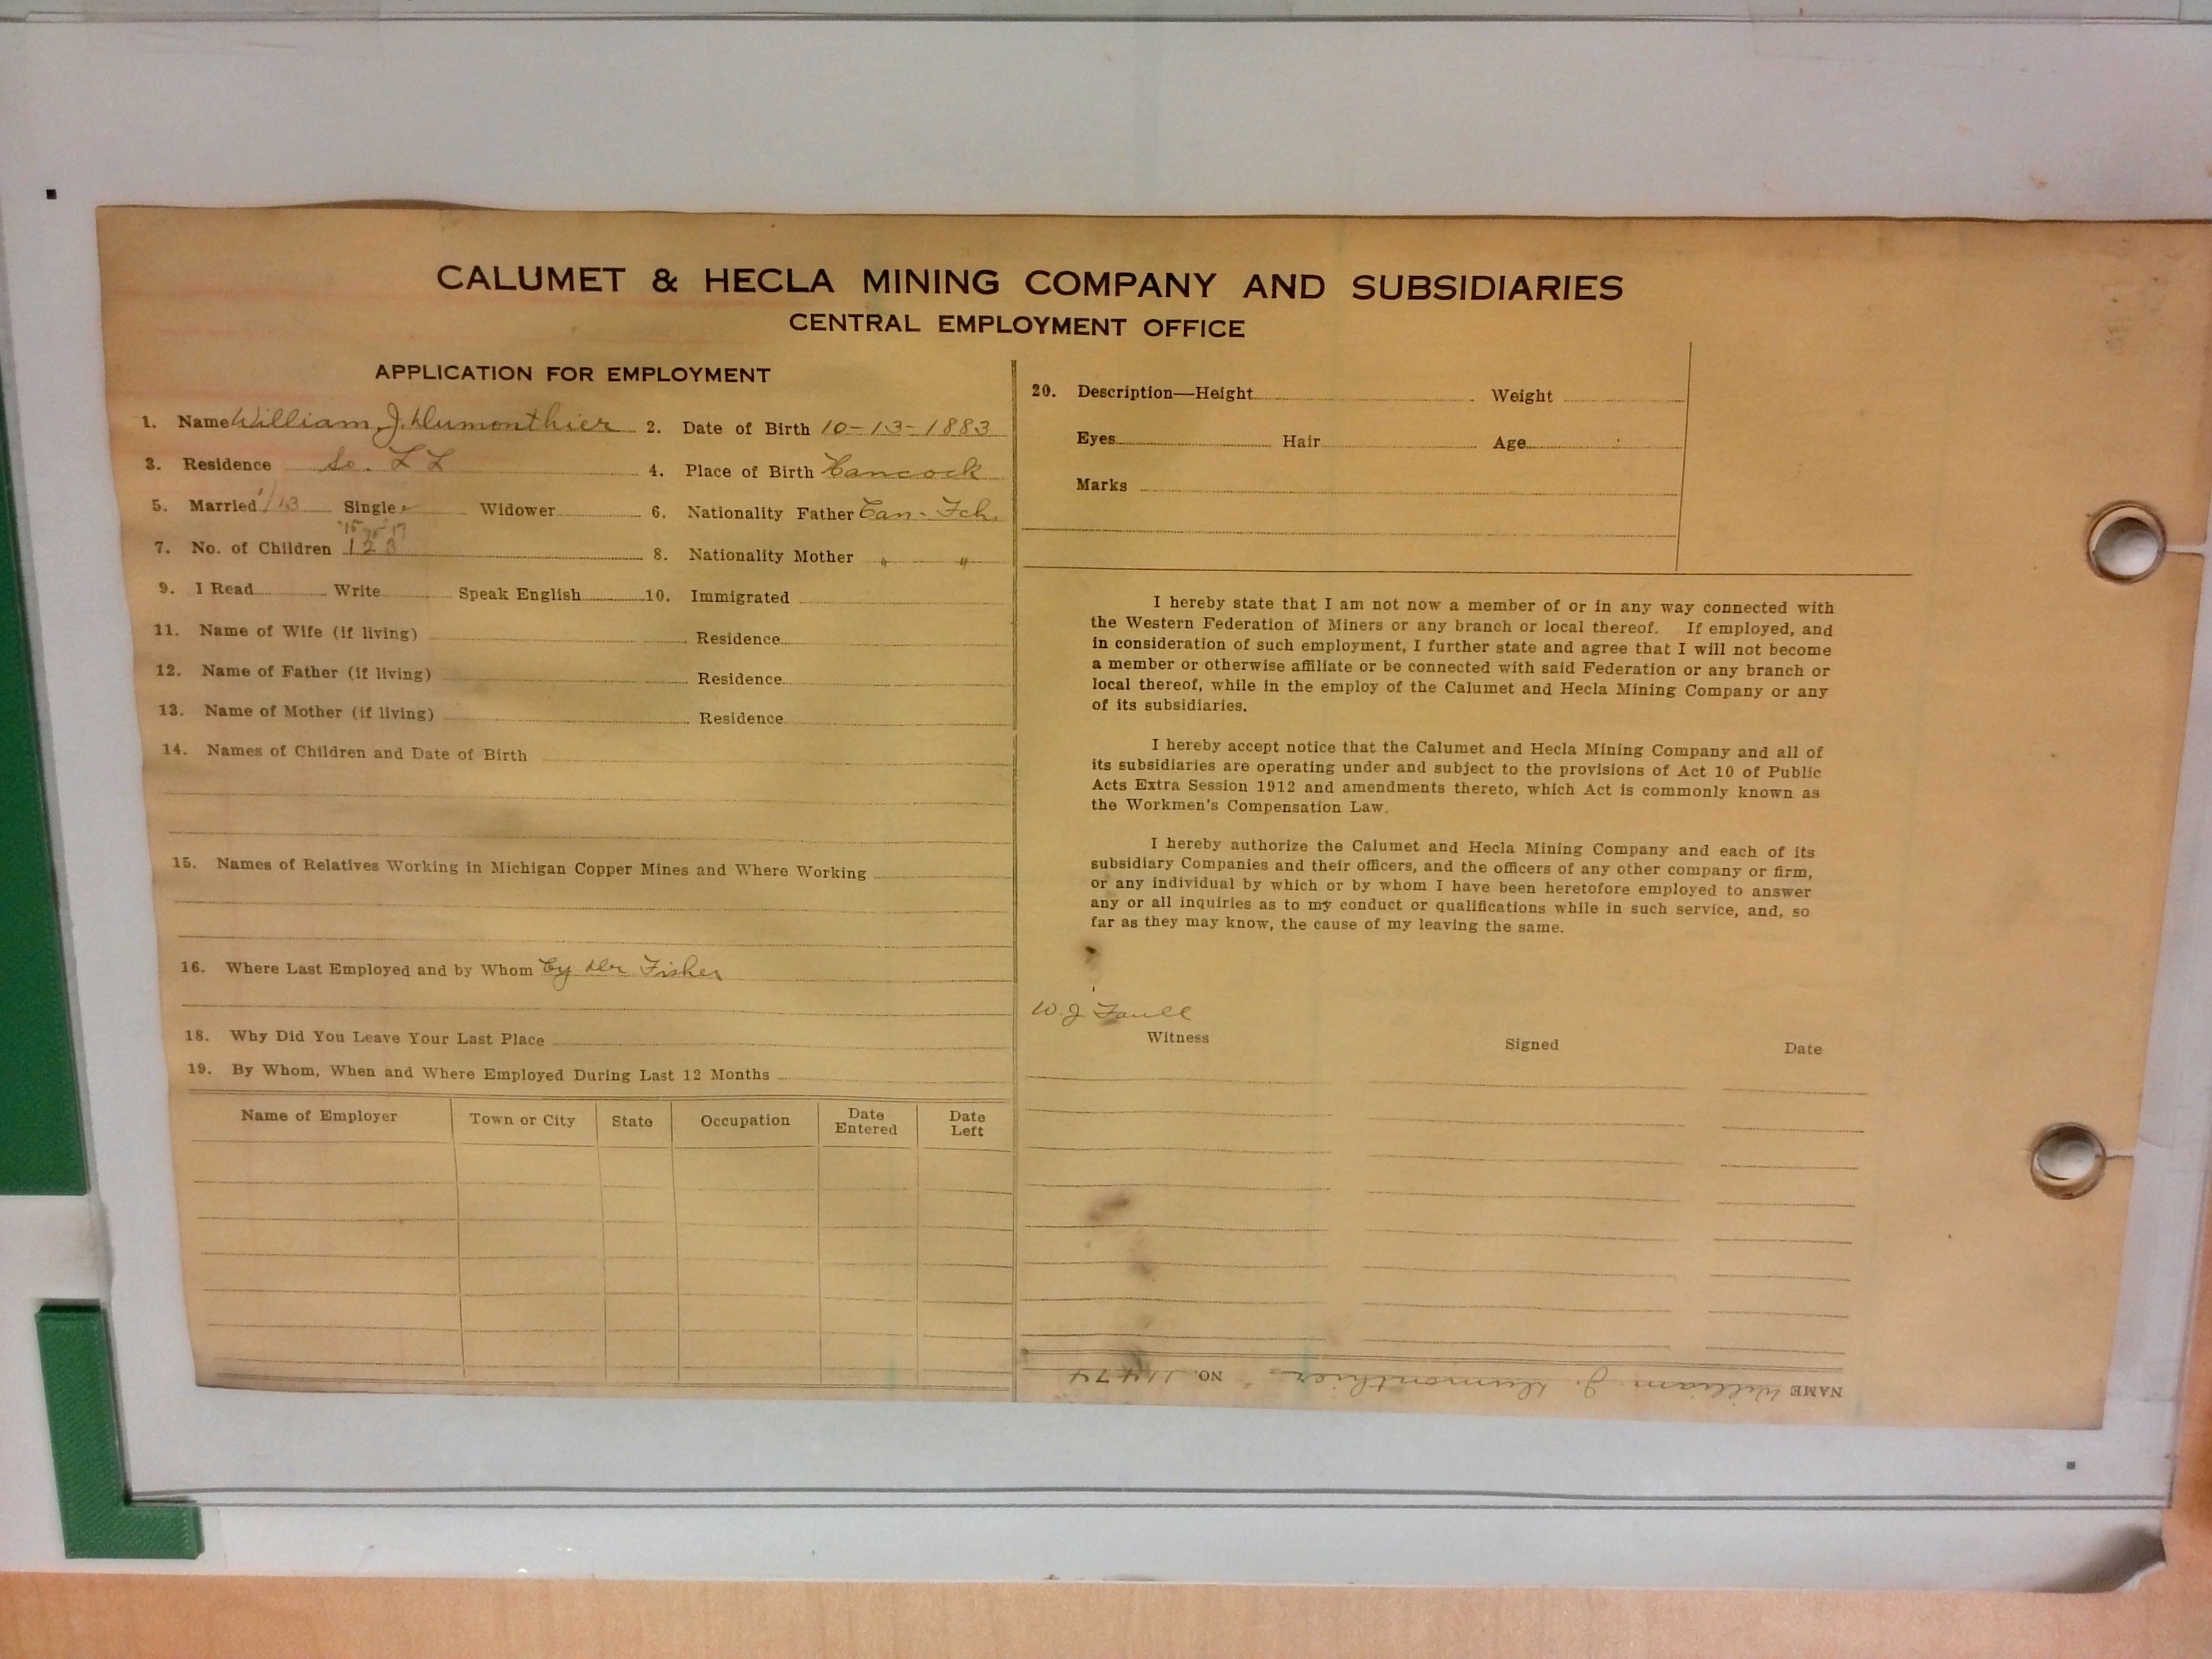 CALUMET & HECLA MINING COMPANY AND SUBSIDIARIES
CENTRAL EMPLOYMENT OFFICE
APPLICATION FOR EMPLOYMENT
1. Name William J. Dumonthier 2. Date of Birth 10-13-1883
3. Residence So. L L 4. Place of Birth Hancock
5. Married 1/13 Single Widower 6. Nationality Father Can-Fch.
7. No. of Children 1 2 3 8. Nationality Mother " "
9. I Read Write Speak English 10. Immigrated
11. Name of Wife (if living) Residence
12. Name of Father (if living) Residence
13. Name of Mother (if living) Residence
14. Names of Children and Date of Birth
15. Names of Relatives Working in Michigan Copper Mines and Where Working
16. Where Last Employed and by Whom By Mr Fisher
18. Why Did You Leave Your Last Place
19. By Whom, When and Where Employed During Last 12 Months
Name of Employer Town or City State Occupation Date Entered Date Left
20. Description—Height Weight
Eyes Hair Age
Marks
I hereby state that I am not now a member of or in any way connected with
the Western Federation of Miners or any branch or local thereof. If employed, and
in consideration of such employment, I further state and agree that I will not become
a member or otherwise affiliate or be connected with said Federation or any branch or
local thereof, while in the employ of the Calumet and Hecla Mining Company or any
of its subsidiaries.
I hereby accept notice that the Calumet and Hecla Mining Company and all of
its subsidiaries are operating under and subject to the provisions of Act 10 of Public
Acts Extra Session 1912 and amendments thereto, which Act is commonly known as
the Workmen's Compensation Law.
I hereby authorize the Calumet and Hecla Mining Company and each of its
subsidiary Companies and their officers, and the officers of any other company or firm,
or any individual by which or by whom I have been heretofore employed to answer
any or all inquiries as to my conduct or qualifications while in such service, and, so
far as they may know, the cause of my leaving the same.
W. J. Faull
Witness Signed Date
NAME William J. Dumonthier NO. 11474